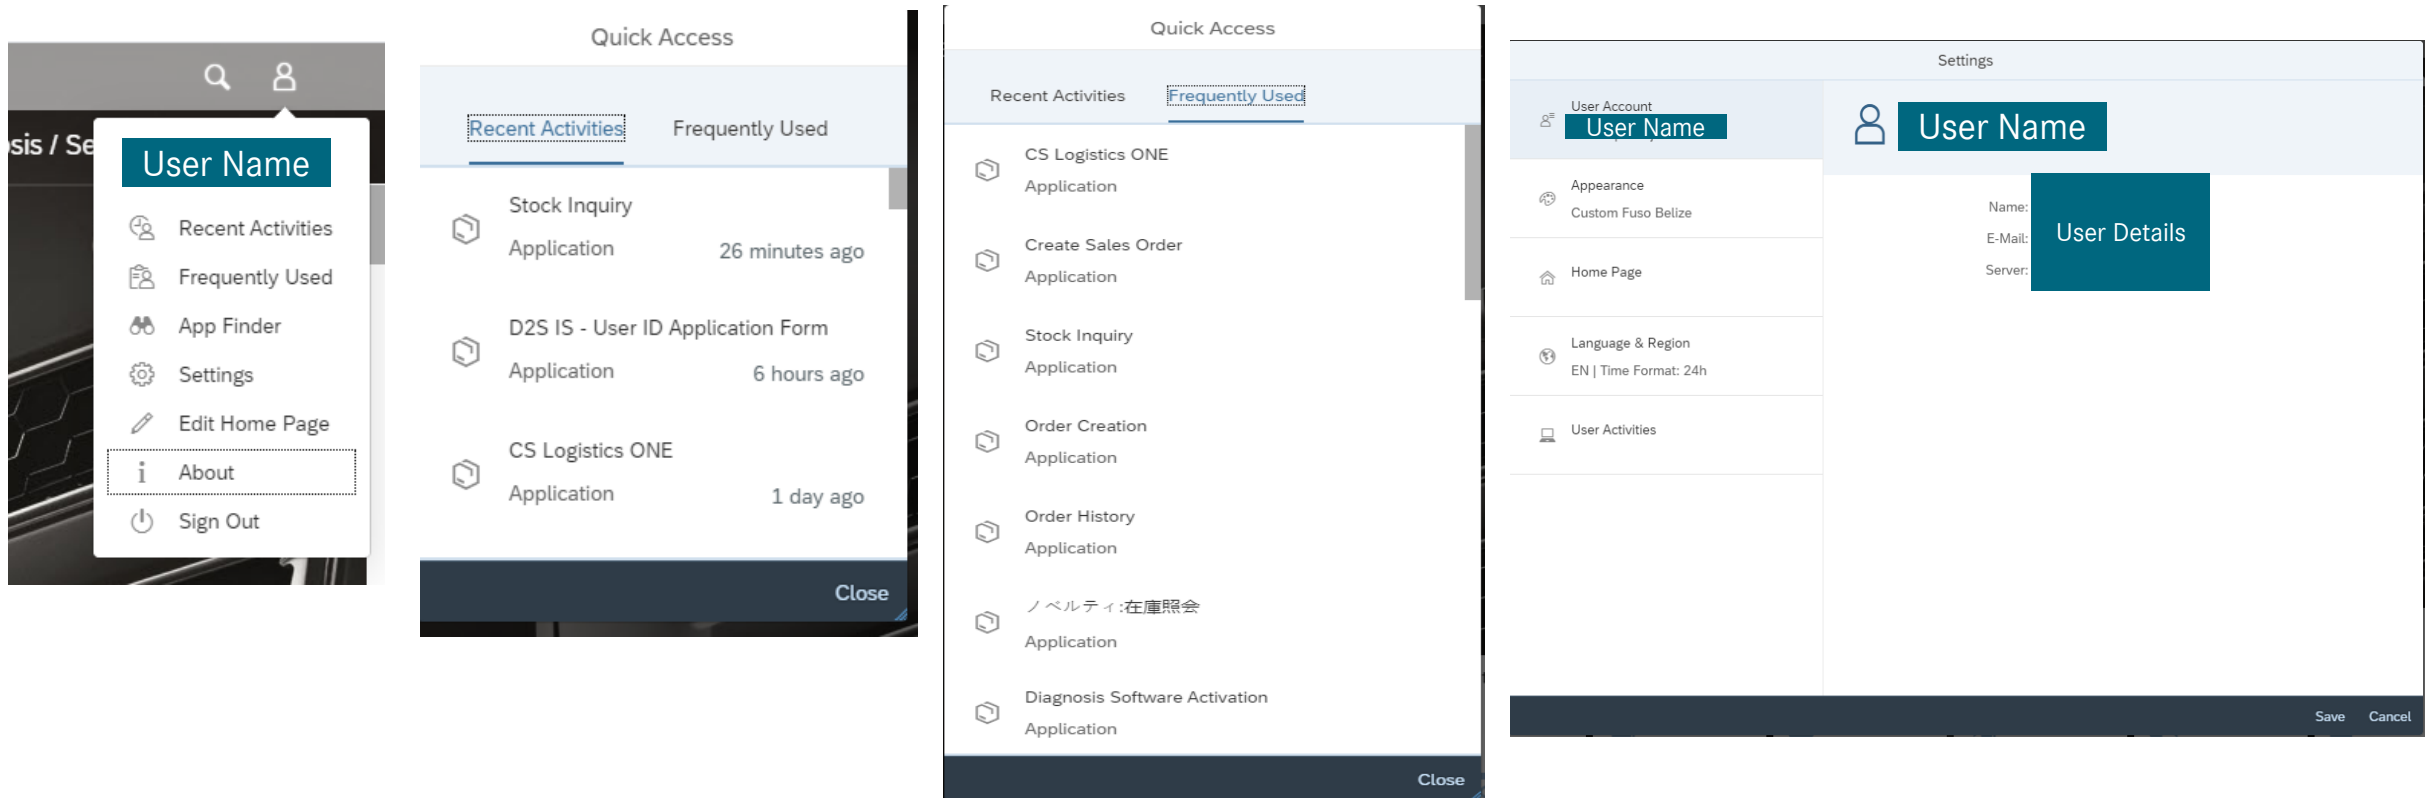 sis / Se
User Name
Recent Activities
Frequently Used
App Finder
Settings
Edit Home Page
About
Sign Out
Quick Access
Recent Activities
Frequently Used
Stock Inquiry
Application
26 minutes ago
D2S IS - User ID Application Form
Application
6 hours ago
CS Logistics ONE
Application
1 day ago
Close
Quick Access
Recent Activities
Frequently Used
CS Logistics ONE
Application
Create Sales Order
Application
Stock Inquiry
Application
Order Creation
Application
Order History
Application
ノベルティ:在庫照会
Application
Diagnosis Software Activation
Application
Close
Settings
User Account
User Name
Appearance
Custom Fuso Belize
Home Page
Language & Region
EN | Time Format: 24h
User Activities
User Name
Name:
E-Mail:
Server:
User Details
Save
Cancel